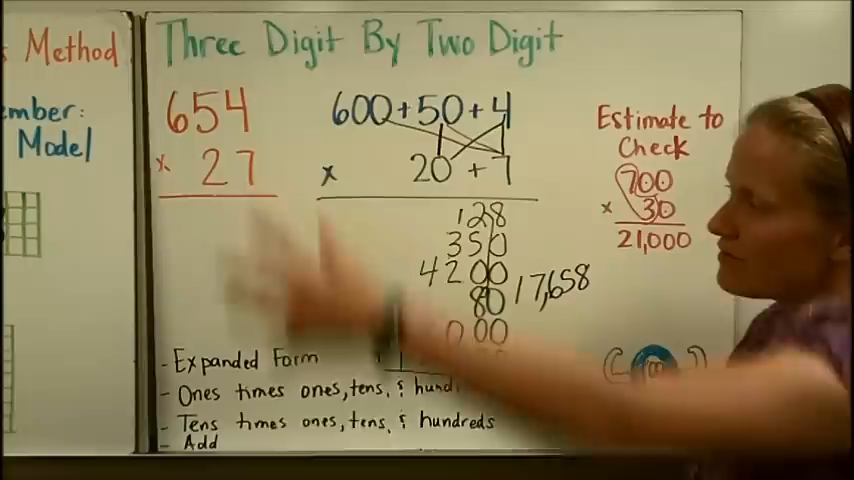 s Method
Three Digit By Two Digit
mber:
Model
654
x 27
600+50+4
x 20+7
128
350
4200
80
000
17,658
Estimate to
Check
700
x 30
21,000
- Expanded Form
- Ones times ones, tens, & hund
- Tens times ones, tens, & hundreds
- Add